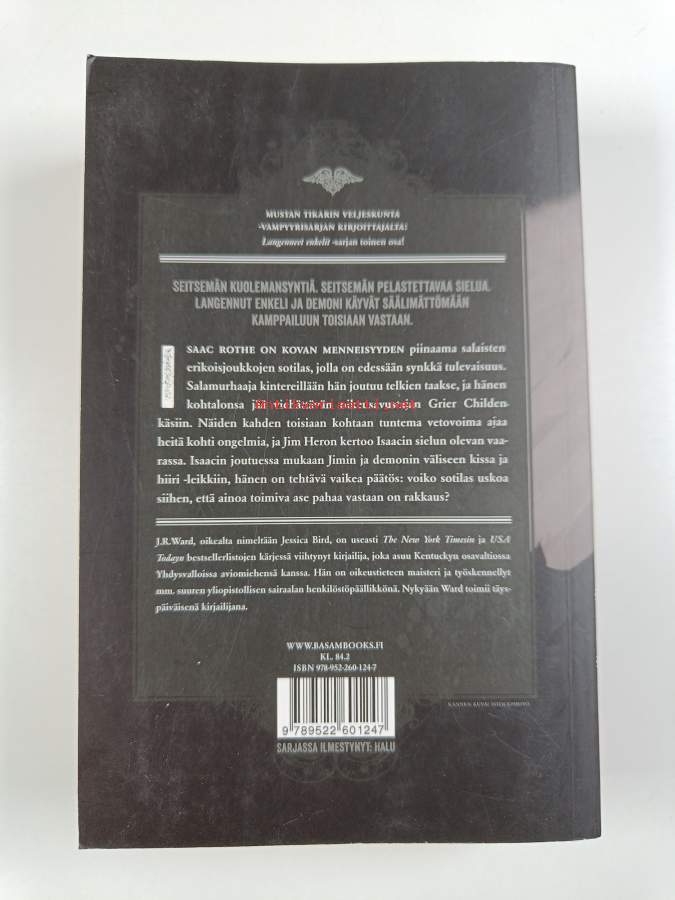 MUSTAN TIKARIN VELJESKUNTA
-VAMPYYRISARJAN KIRJOITTAJALTA!
Langenneet enkelit -sarjan toinen osa!
SEITSEMÄN KUOLEMANSYNTIÄ. SEITSEMÄN PELASTETTAVAA SIELUA.
LANGENNUT ENKELI JA DEMONI KÄYVÄT SÄÄLIMÄTTÖMÄÄN
KAMPPAILUUN TOISIAAN VASTAAN.
ISAAC ROTHE ON KOVAN MENNEISYYDEN piinaama salaisten
erikoisjoukkojen sotilas, jolla on edessään synkkä tulevaisuus.
Salamurhaaja kintereillään hän joutuu telkien taakse, ja hänen
kohtalonsa Grier Childen-
käsiin. Näiden kahden toisiaan kohtaan tuntema vetovoima ajaa
heitä kohti ongelmia, ja Jim Heron kertoo Isaacin sielun olevan vaa-
rassa. Isaacin joutuessa mukaan Jimin ja demonin väliseen kissa ja
hiiri -leikkiin, hänen on tehtävä vaikea päätös: voiko sotilas uskoa
siihen, että ainoa toimiva ase pahaa vastaan on rakkaus?
J.R.Ward, oikealta nimeltään Jessica Bird, on useasti The New York Timesin ja USA
Todayn bestsellerlistojen kärjessä viihtynyt kirjailija, joka asuu Kentuckyn osavaltiossa
Yhdysvalloissa aviomiehensä kanssa. Hän on oikeustieteen maisteri ja työskennellyt
mm. suuren yliopistollisen sairaalan henkilöstöpäällikkönä. Nykyään Ward toimii täys-
päiväisenä kirjailijana.
WWW.BASAMBOOKS.FI
KL. 84.2
ISBN 978-952-260-124-7
9 789522 601247
KANNEN KUVA:
SARJASSA ILMESTYNYT: HALU